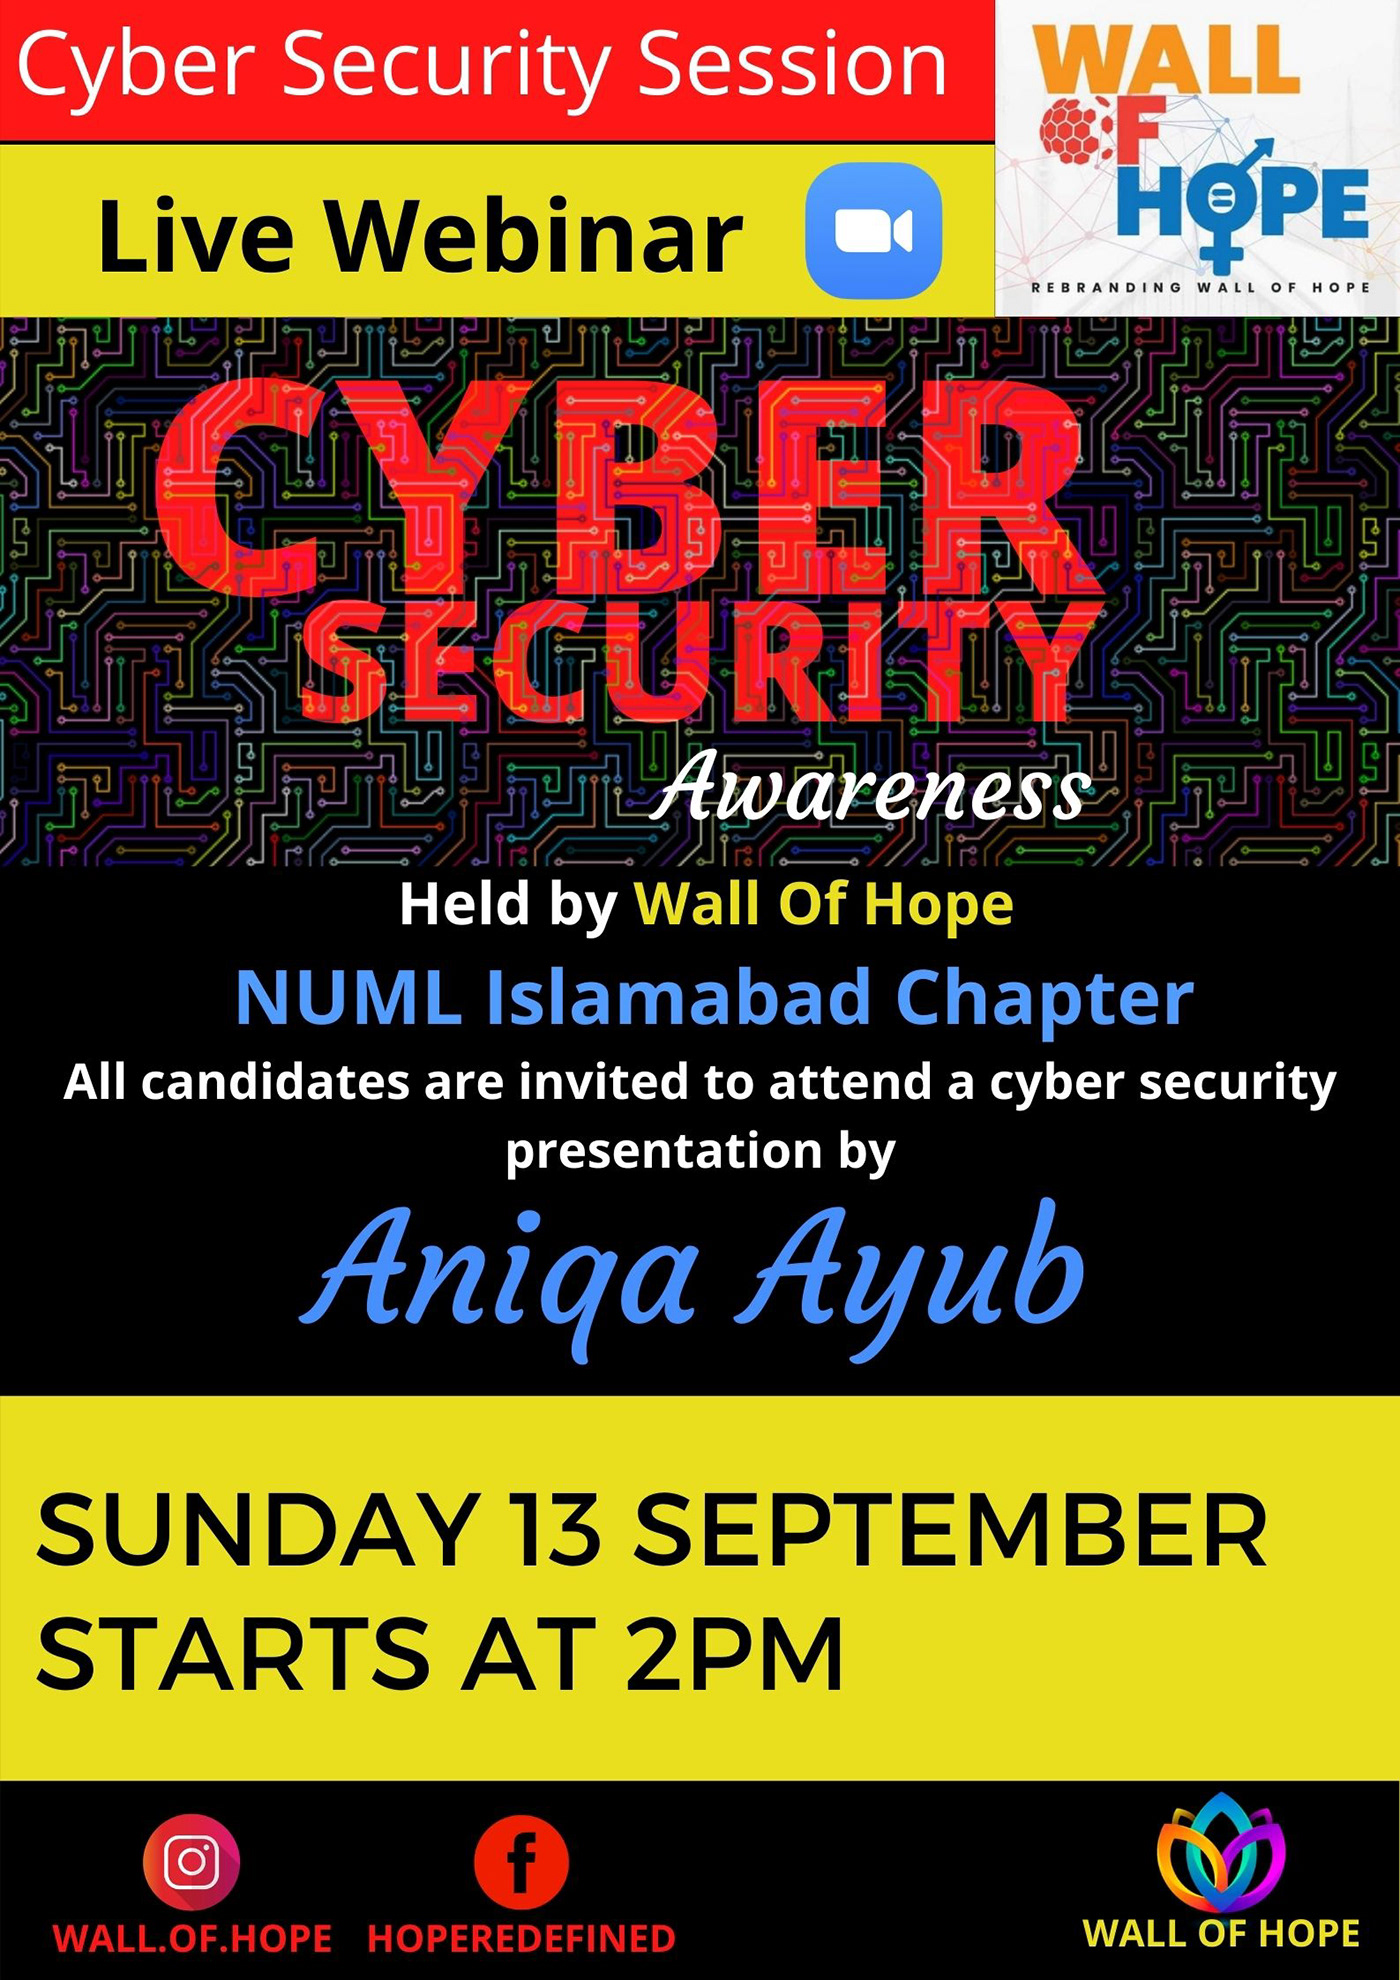 Cyber Security Session
WALL
OF
HOPE
REBRANDING WALL OF HOPE
Live Webinar
CYBER
SECURITY
Awareness
Held by Wall Of Hope
NUML Islamabad Chapter
All candidates are invited to attend a cyber security
presentation by
Aniqa Ayub
SUNDAY 13 SEPTEMBER
STARTS AT 2PM
WALL.OF.HOPE
HOPEREDEFINED
WALL OF HOPE